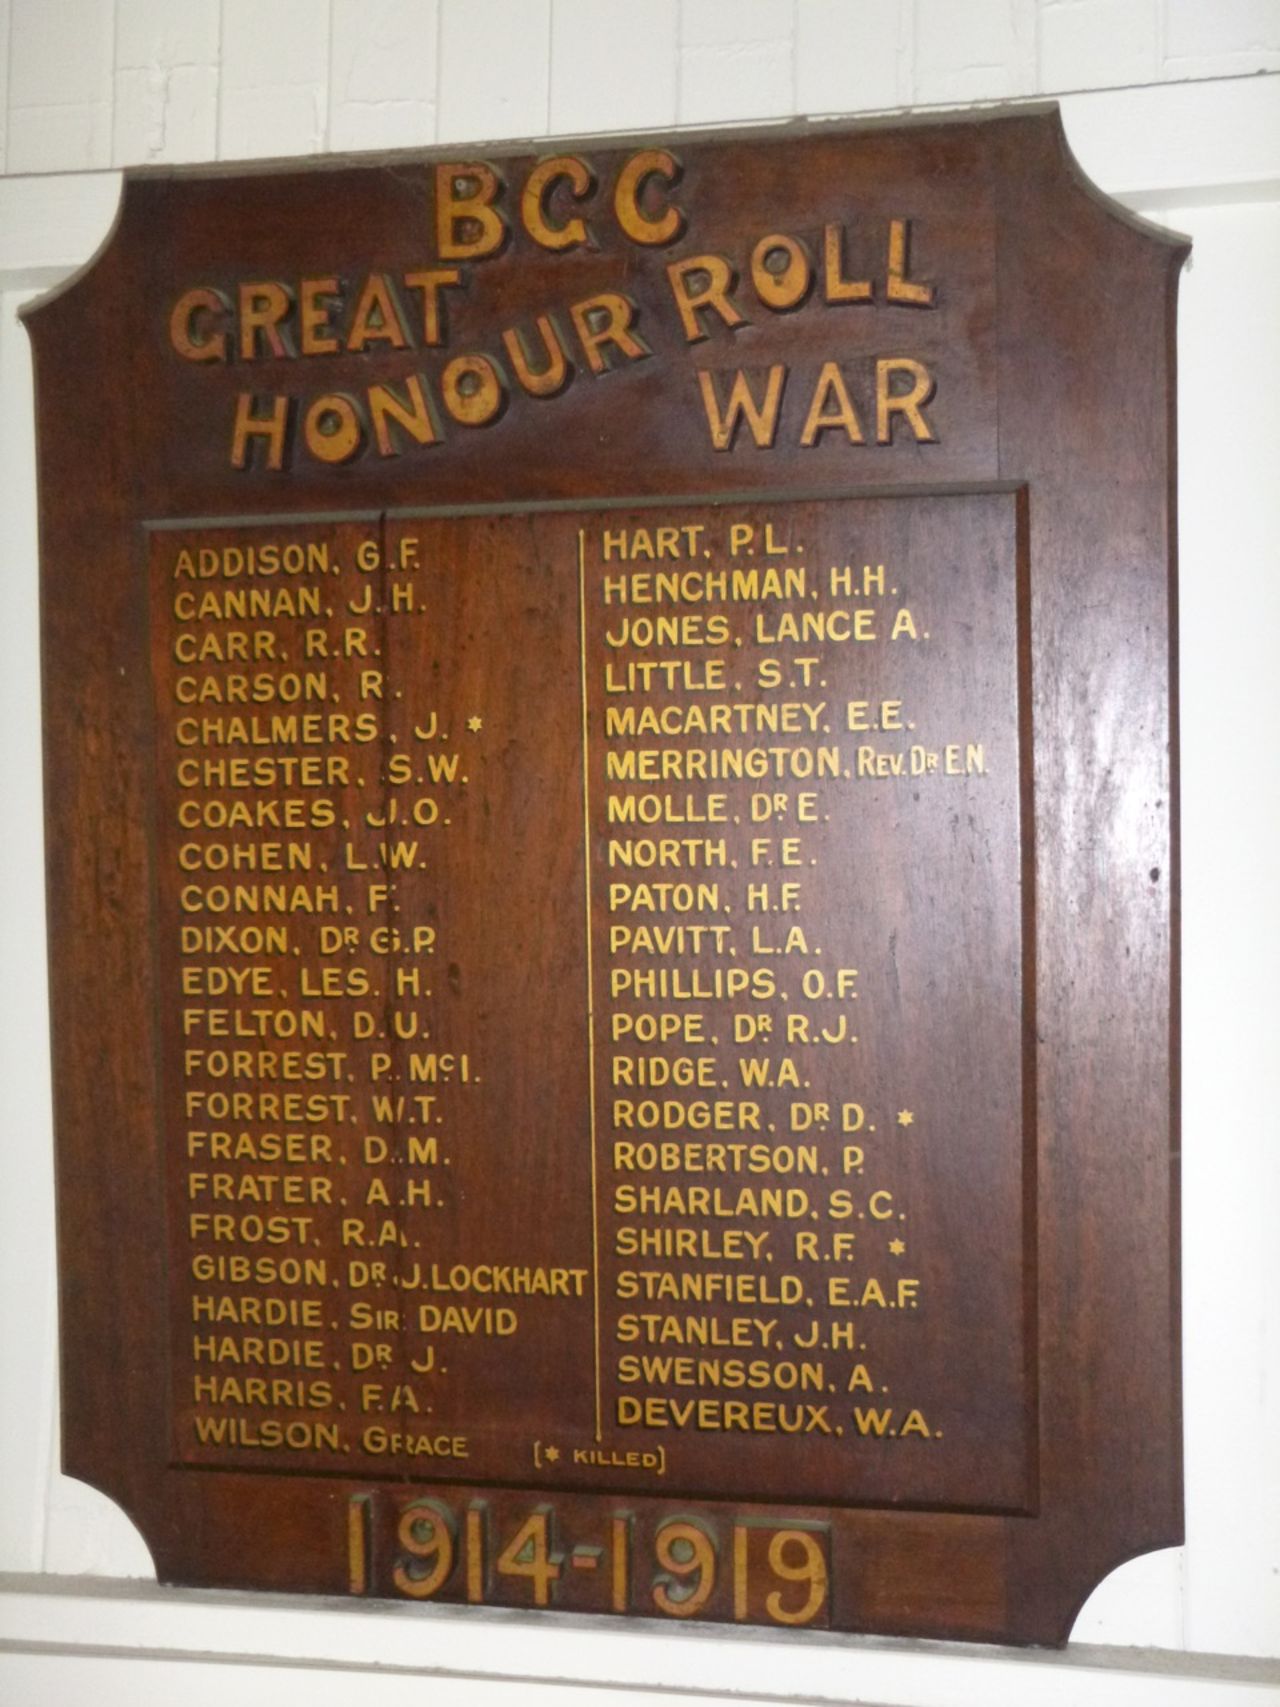 BCC
GREAT WAR
HONOUR ROLL
ADDISON, G.F.
CANNAN, J.H.
CARR, R.R.
CARSON, R.
CHALMERS, J. *
CHESTER, S.W.
COAKES, J.O.
COHEN, L.W.
CONNAH, F.
DIXON, DR G.P.
EDYE, LES. H.
FELTON, D.U.
FORREST, P. McI.
FORREST, W.T.
FRASER, D.M.
FRATER, A.H.
FROST, R.A.
GIBSON, DR. J. LOCKHART
HARDIE, SIR DAVID
HARDIE, DR J.
HARRIS, F.A.
WILSON, GRACE
HART, P.L.
HENCHMAN, H.H.
JONES, LANCE A.
LITTLE, S.T.
MACARTNEY, E.E.
MERRINGTON, REV. DR E.N.
MOLLE, DR E.
NORTH, F.E.
PATON, H.F.
PAVITT, L.A.
PHILLIPS, O.F.
POPE, DR R.J.
RIDGE, W.A.
RODGER, DR D. *
ROBERTSON, P.
SHARLAND, S.C.
SHIRLEY, R.F. *
STANFIELD, E.A.F.
STANLEY, J.H.
SWENSSON, A.
DEVEREUX, W.A.
[* KILLED]
1914-1919